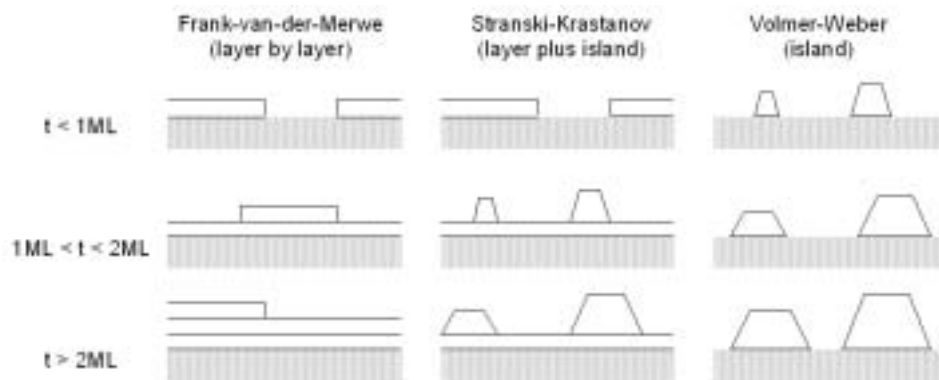 Frank-van-der-Merwe
(layer by layer)
Stranski-Krastanov
(layer plus island)
Volmer-Weber
(island)
t < 1ML
1ML < t < 2ML
t > 2ML